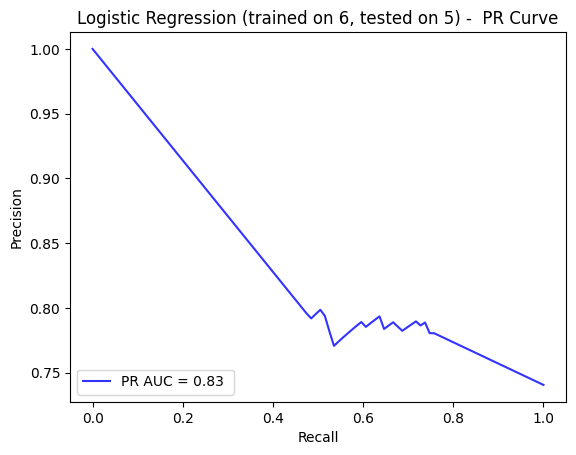 Logistic Regression (trained on 6, tested on 5) -  PR Curve
1.00
0.95
0.90
0.85
0.80
0.75
Precision
PR AUC = 0.83
0.0 0.2 0.4 0.6 0.8 1.0
Recall